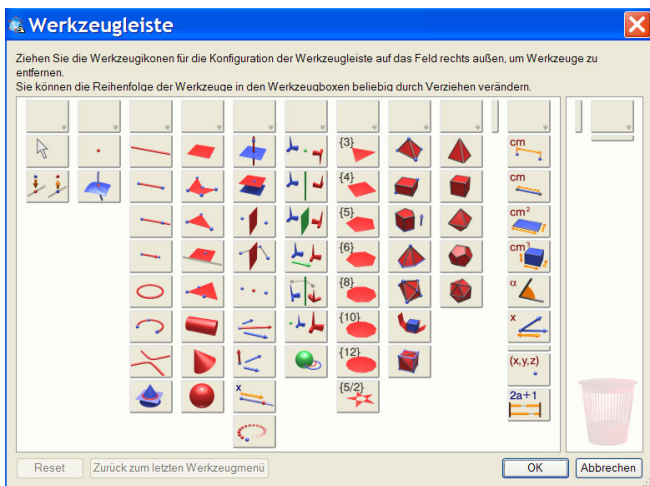 Werkzeugleiste
Ziehen Sie die Werkzeugikonen für die Konfiguration der Werkzeugleiste auf das Feld rechts außen, um Werkzeuge zu
entfernen.
Sie können die Reihenfolge der Werkzeuge in den Werkzeugboxen beliebig durch Verziehen verändern.
{3}
cm
{4}
cm
{5}
cm²
{6}
cm³
{8}
α
{10}
x
{12}
(x,y,z)
x
{5/2}
2a+1
Reset
Zurück zum letzten Werkzeugmenü
OK
Abbrechen